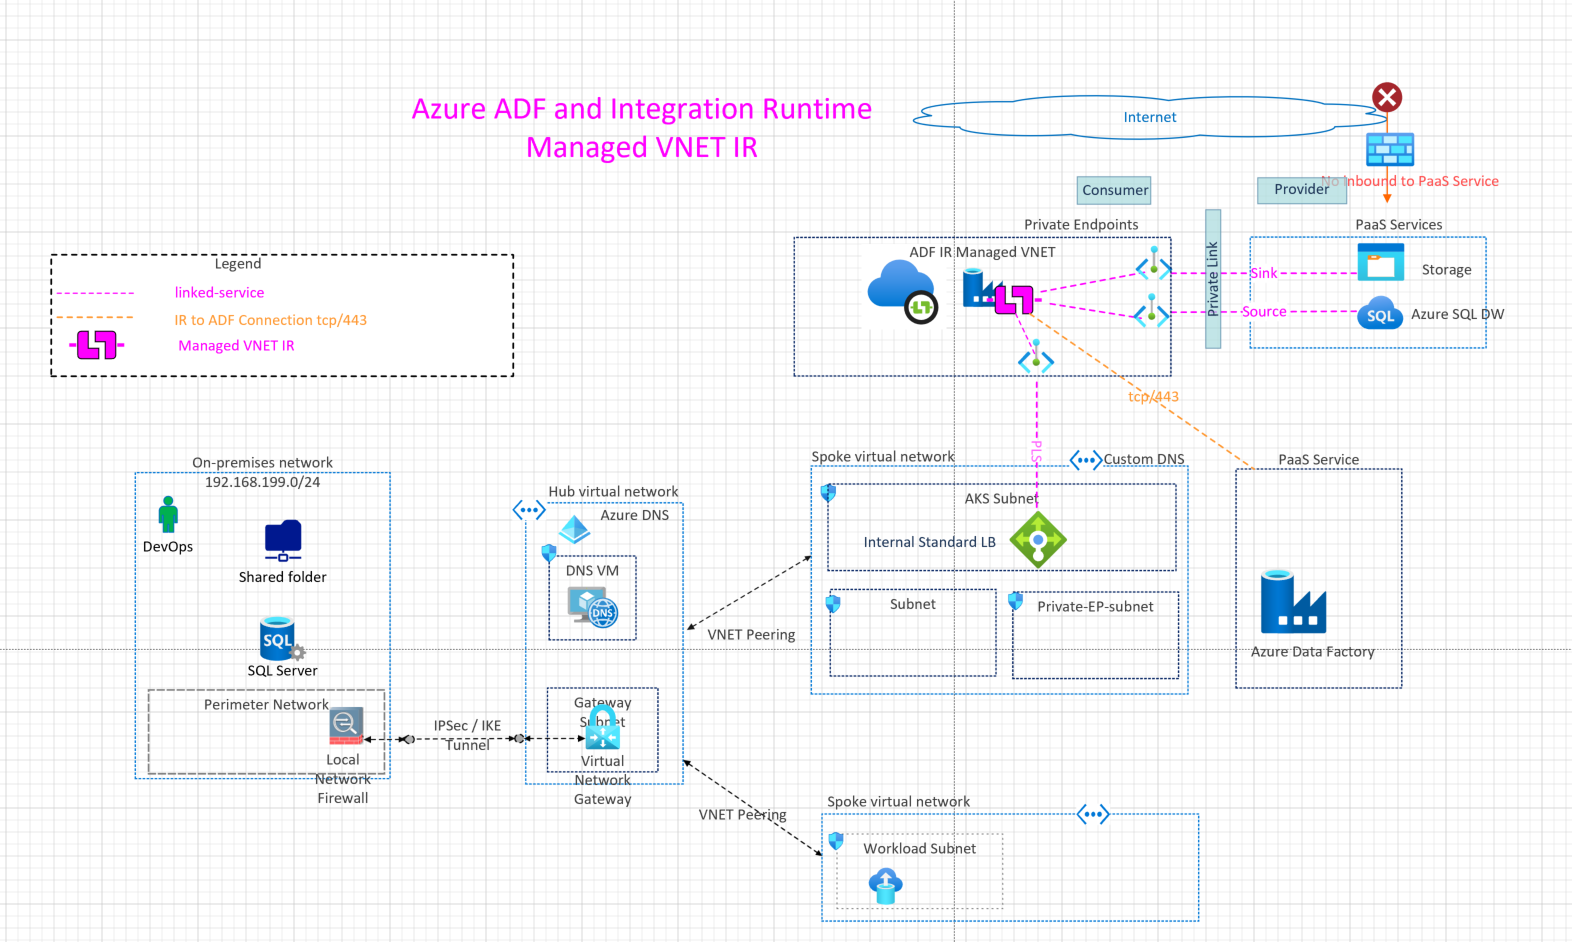 Azure ADF and Integration Runtime
Managed VNET IR
Internet
No Inbound to PaaS Service
Consumer
Provider
Private Endpoints
PaaS Services
Private Link
ADF IR Managed VNET
Sink
Storage
Source
SQL
Azure SQL DW
Legend
linked-service
IR to ADF Connection tcp/443
Managed VNET IR
tcp/443
PLS
On-premises network
192.168.199.0/24
DevOps
Shared folder
SQL
SQL Server
Perimeter Network
Local
Network
Firewall
IPSec / IKE
Tunnel
Hub virtual network
Azure DNS
DNS VM
DNS
Gateway
Subnet
Virtual
Network
Gateway
VNET Peering
VNET Peering
Spoke virtual network
Custom DNS
AKS Subnet
Internal Standard LB
Subnet
Private-EP-subnet
PaaS Service
Azure Data Factory
Spoke virtual network
Workload Subnet